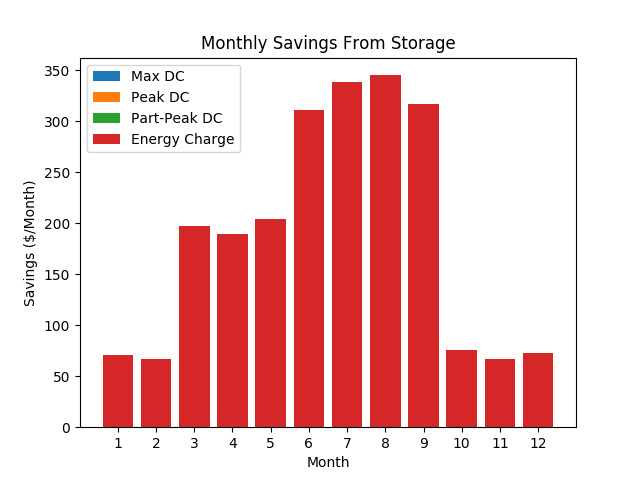 Monthly Savings From Storage
Max DC
Peak DC
Part-Peak DC
Energy Charge
Savings ($/Month)
350
300
250
200
150
100
50
0
1 2 3 4 5 6 7 8 9 10 11 12
Month